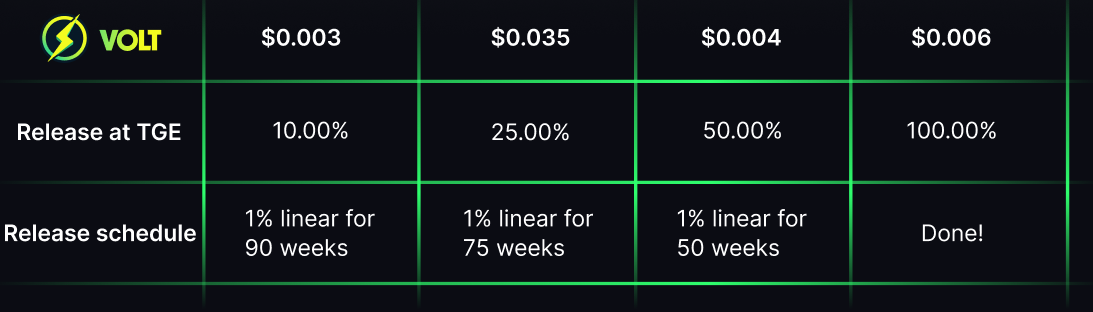 VOLT $0.003 $0.035 $0.004 $0.006
Release at TGE 10.00% 25.00% 50.00% 100.00%
1% linear for 1% linear for 1% linear for
Release schedule Done!
90 weeks 75 weeks 50 weeks